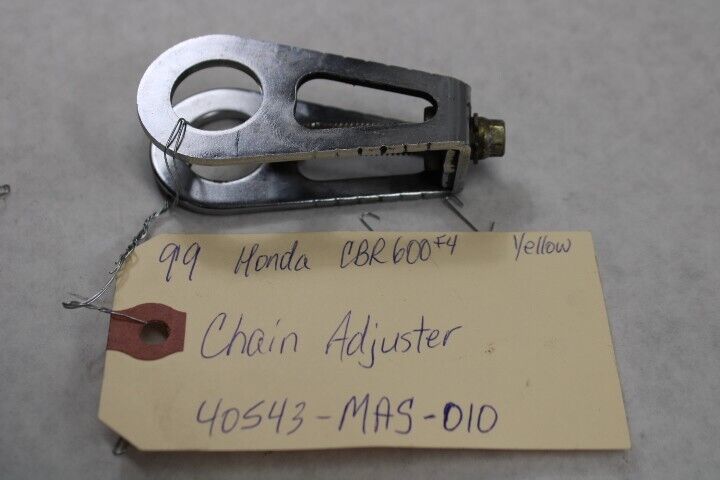 99 Honda CBR600F4 Yellow
Chain Adjuster
40543-MAS-010